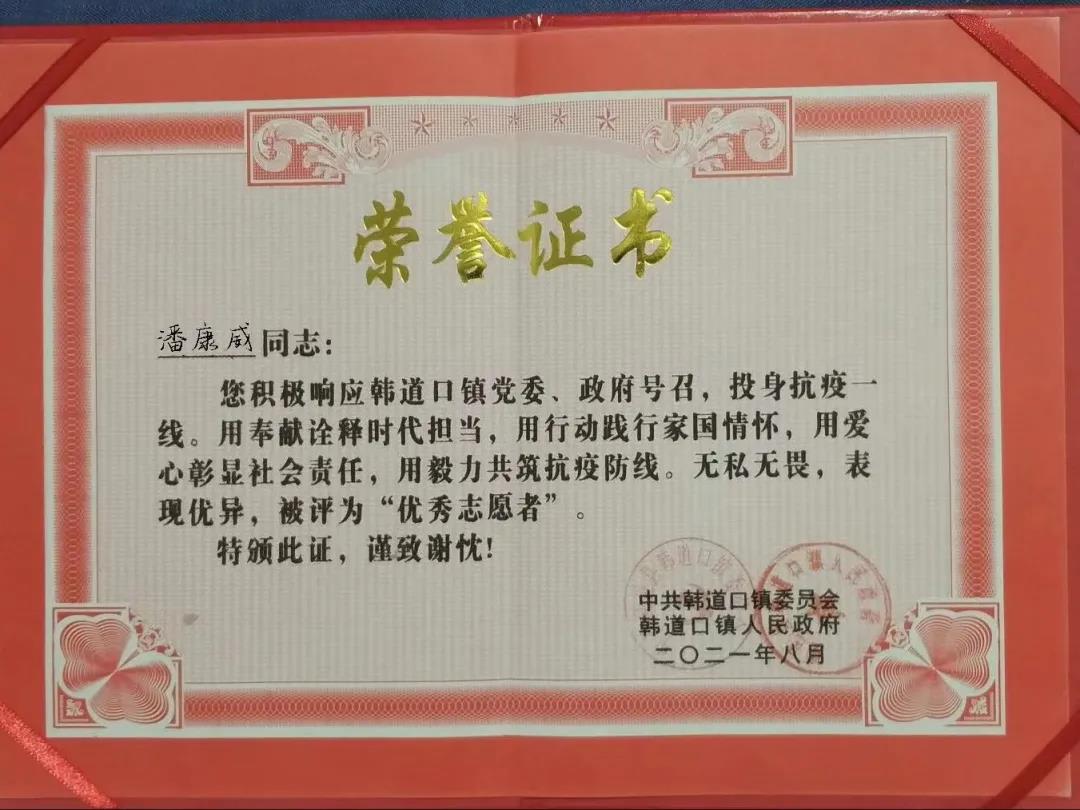 荣誉证书
潘康威同志：
您积极响应韩道口镇党委、政府号召，投身抗疫一
线。用奉献诠释时代担当，用行动践行家国情怀，用爱
心彰显社会责任，用毅力共筑抗疫防线。无私无畏，表
现优异，被评为“优秀志愿者”。
特颁此证，谨致谢忱！
中共韩道口镇委员会
韩道口镇人民政府
二〇二一年八月